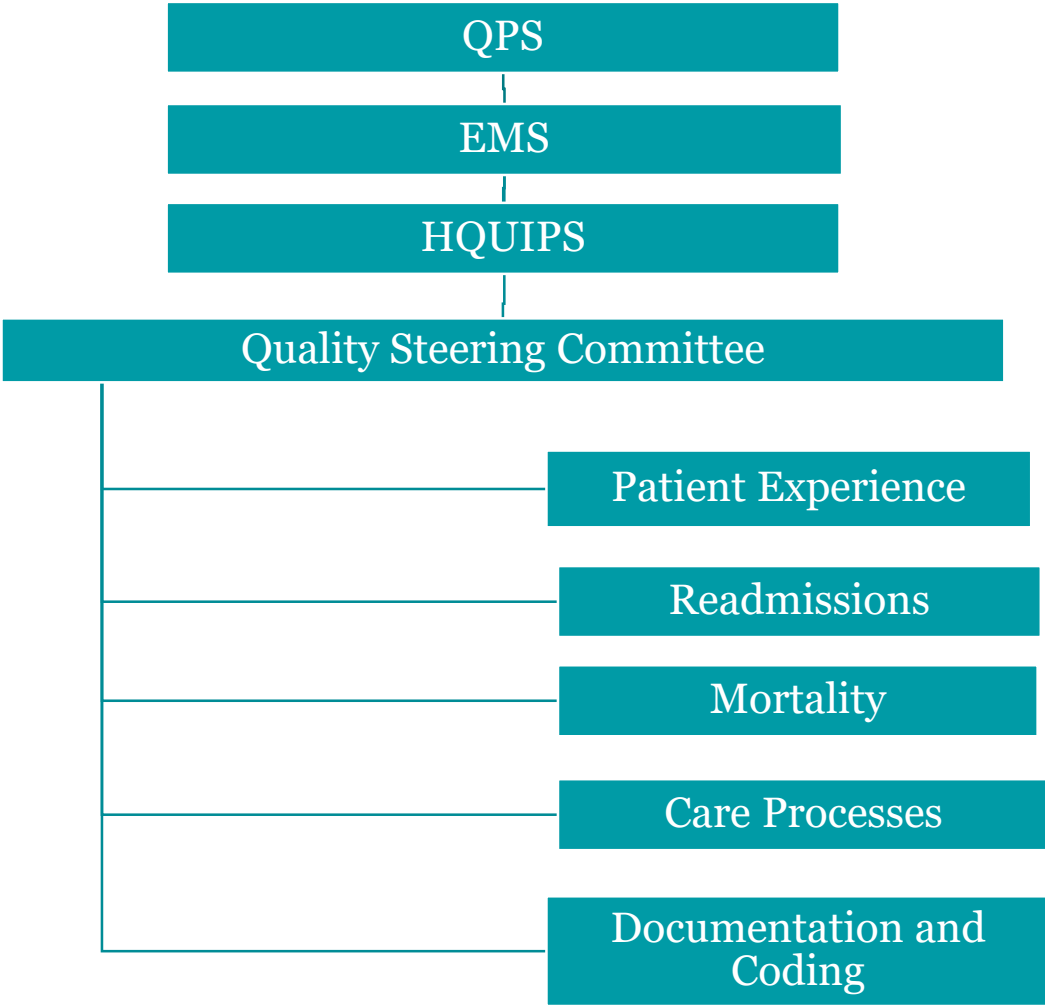 QPS
EMS
HQUIPS
Quality Steering Committee
Patient Experience
Readmissions
Mortality
Care Processes
Documentation and
Coding